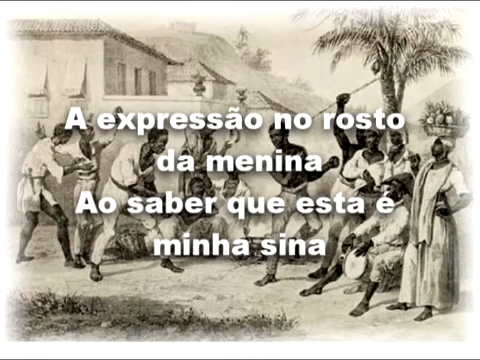 A expressão no rosto
da menina
Ao saber que esta é
minha sina